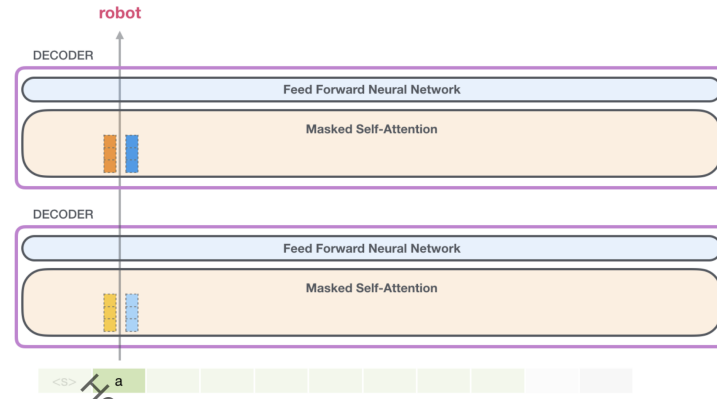 robot
DECODER
Feed Forward Neural Network
Masked Self-Attention
DECODER
Feed Forward Neural Network
Masked Self-Attention
<s> a